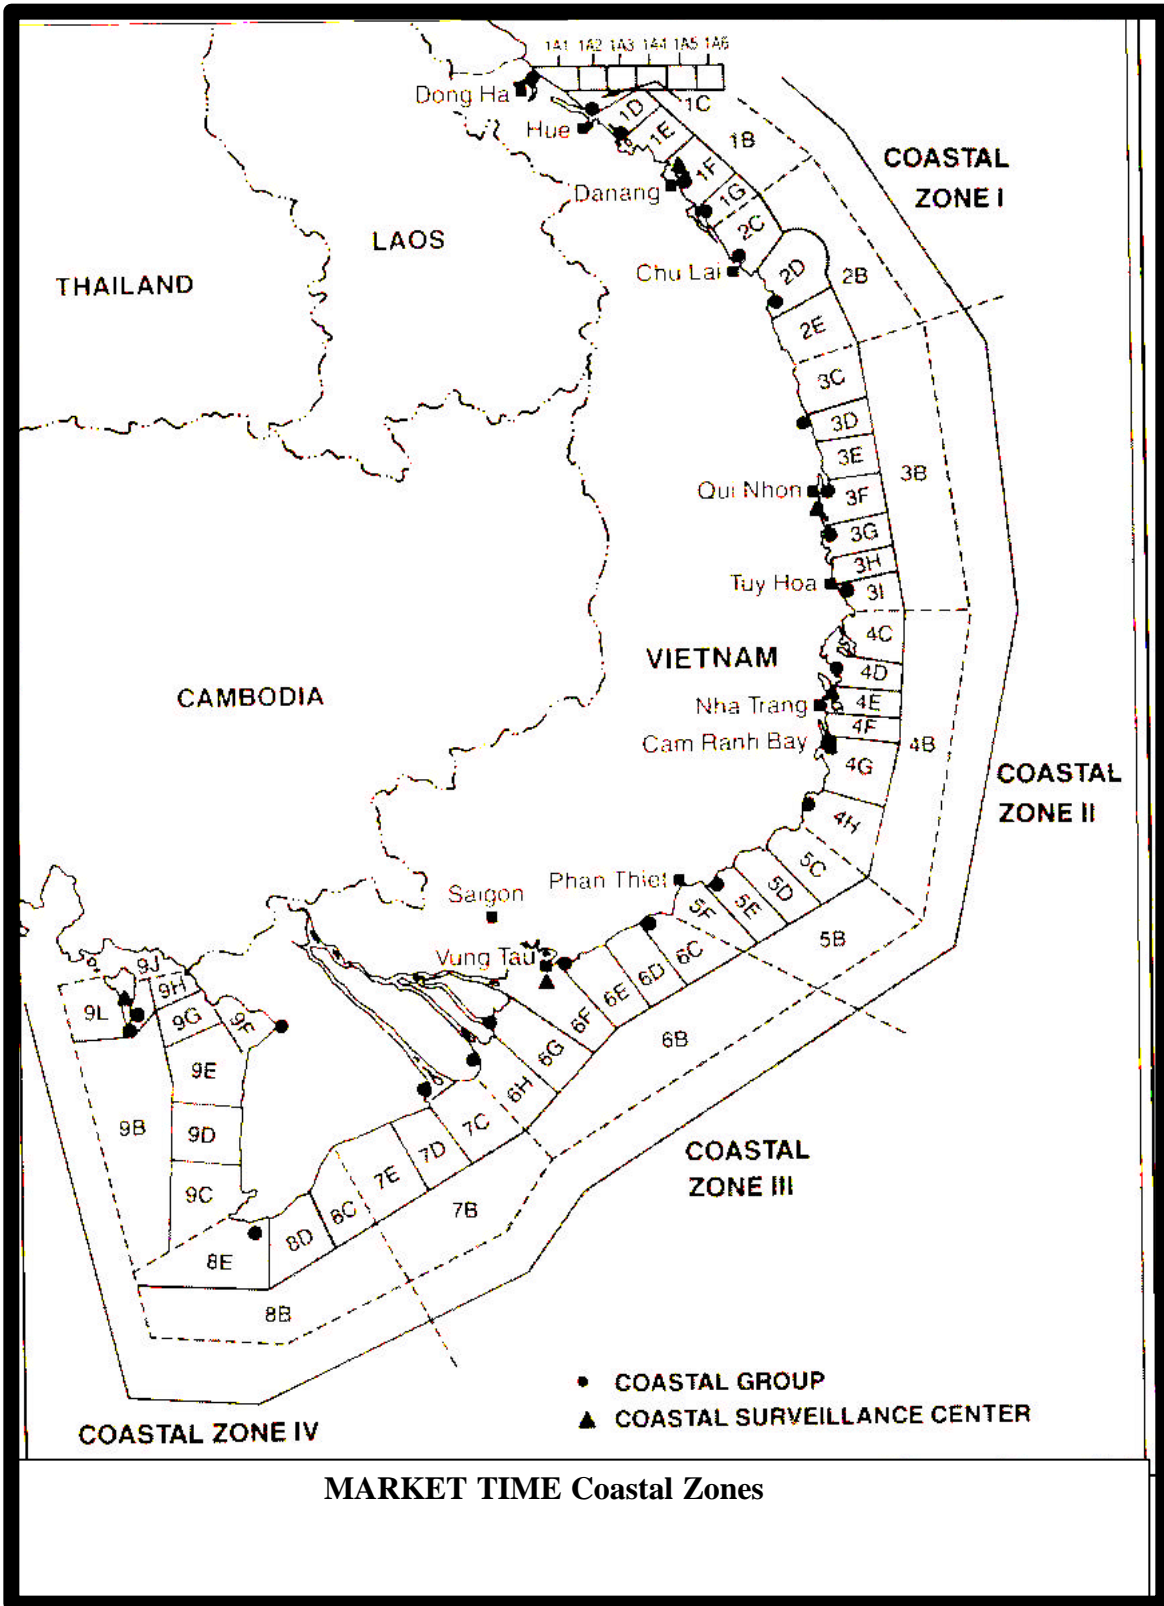 1A1 1A2 1A3 1A4 1A5 1A6
Dong Ha
1C
1D
Hue
1E
1B
COASTAL
ZONE I
1F
Danang
1G
2C
LAOS
Chu Lai
2D
2B
THAILAND
2E
3C
3D
3E
3B
Qui Nhon
3F
3G
3H
Tuy Hoa
3I
4C
VIETNAM
4D
CAMBODIA
Nha Trang
4E
4F
Cam Ranh Bay
4B
4G
COASTAL
ZONE II
4H
5C
Phan Thiet
5D
Saigon
5E
5F
5B
Vung Tau
6C
6D
6E
9J
9H
9L
9G
9F
6F
6B
6G
9E
6H
9B
9D
7C
COASTAL
ZONE III
7D
7E
9C
8C
7B
8D
8E
8B
COASTAL GROUP
COASTAL SURVEILLANCE CENTER
COASTAL ZONE IV
MARKET TIME Coastal Zones